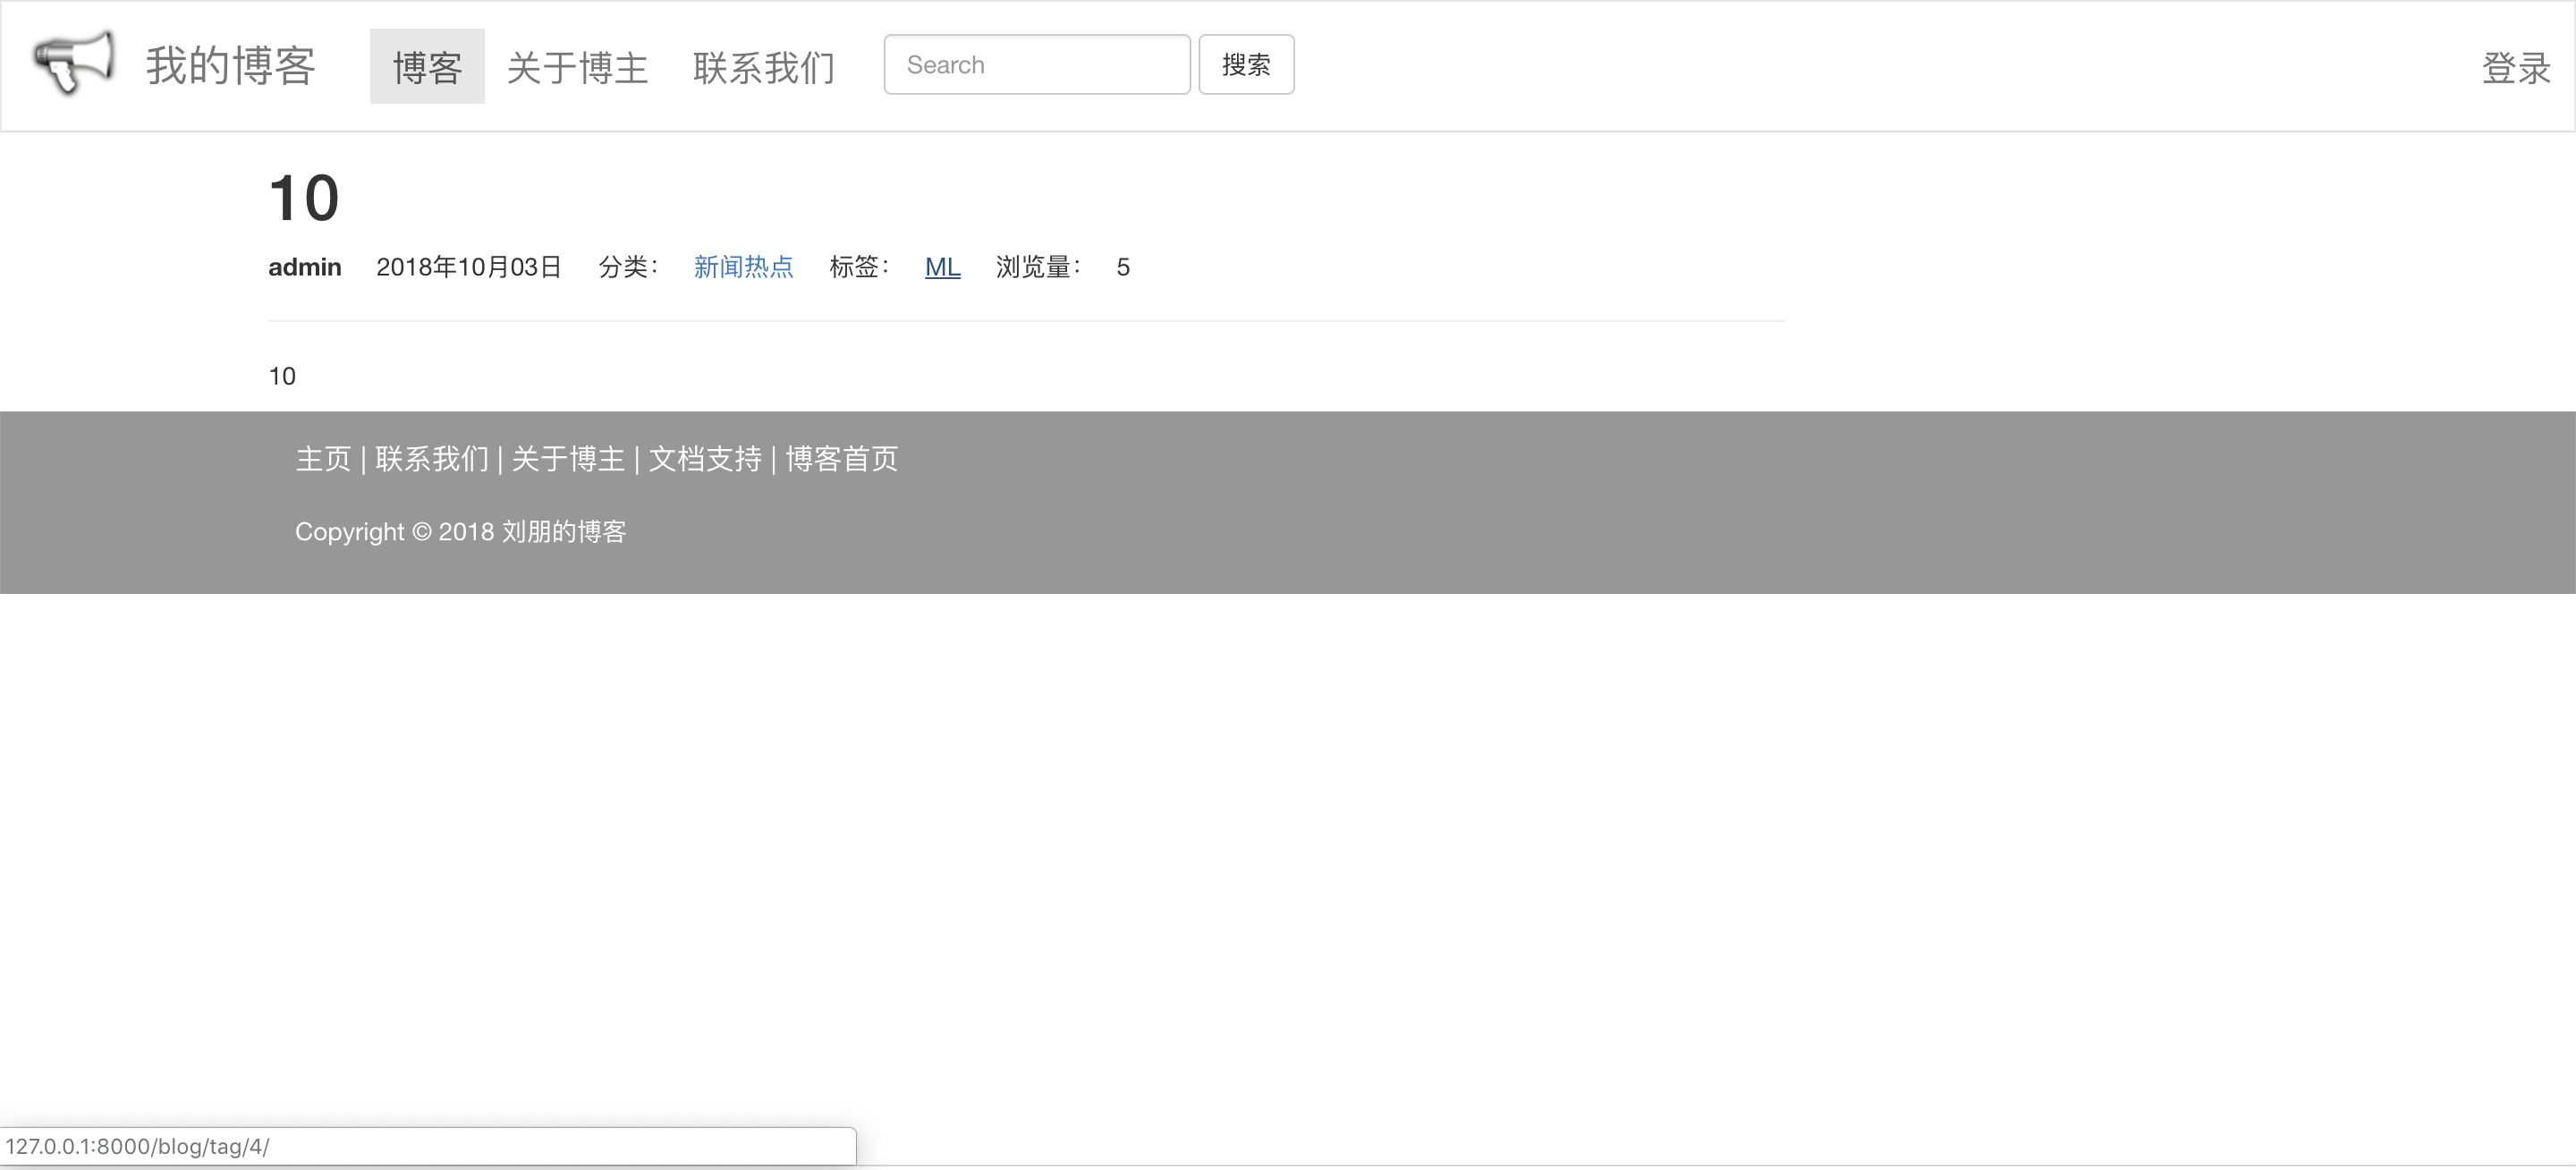 我的博客 博客 关于博主 联系我们 Search 搜索 登录
10
admin 2018年10月03日 分类： 新闻热点 标签： ML 浏览量： 5
10
主页 | 联系我们 | 关于博主 | 文档支持 | 博客首页
Copyright © 2018 刘朋的博客
127.0.0.1:8000/blog/tag/4/